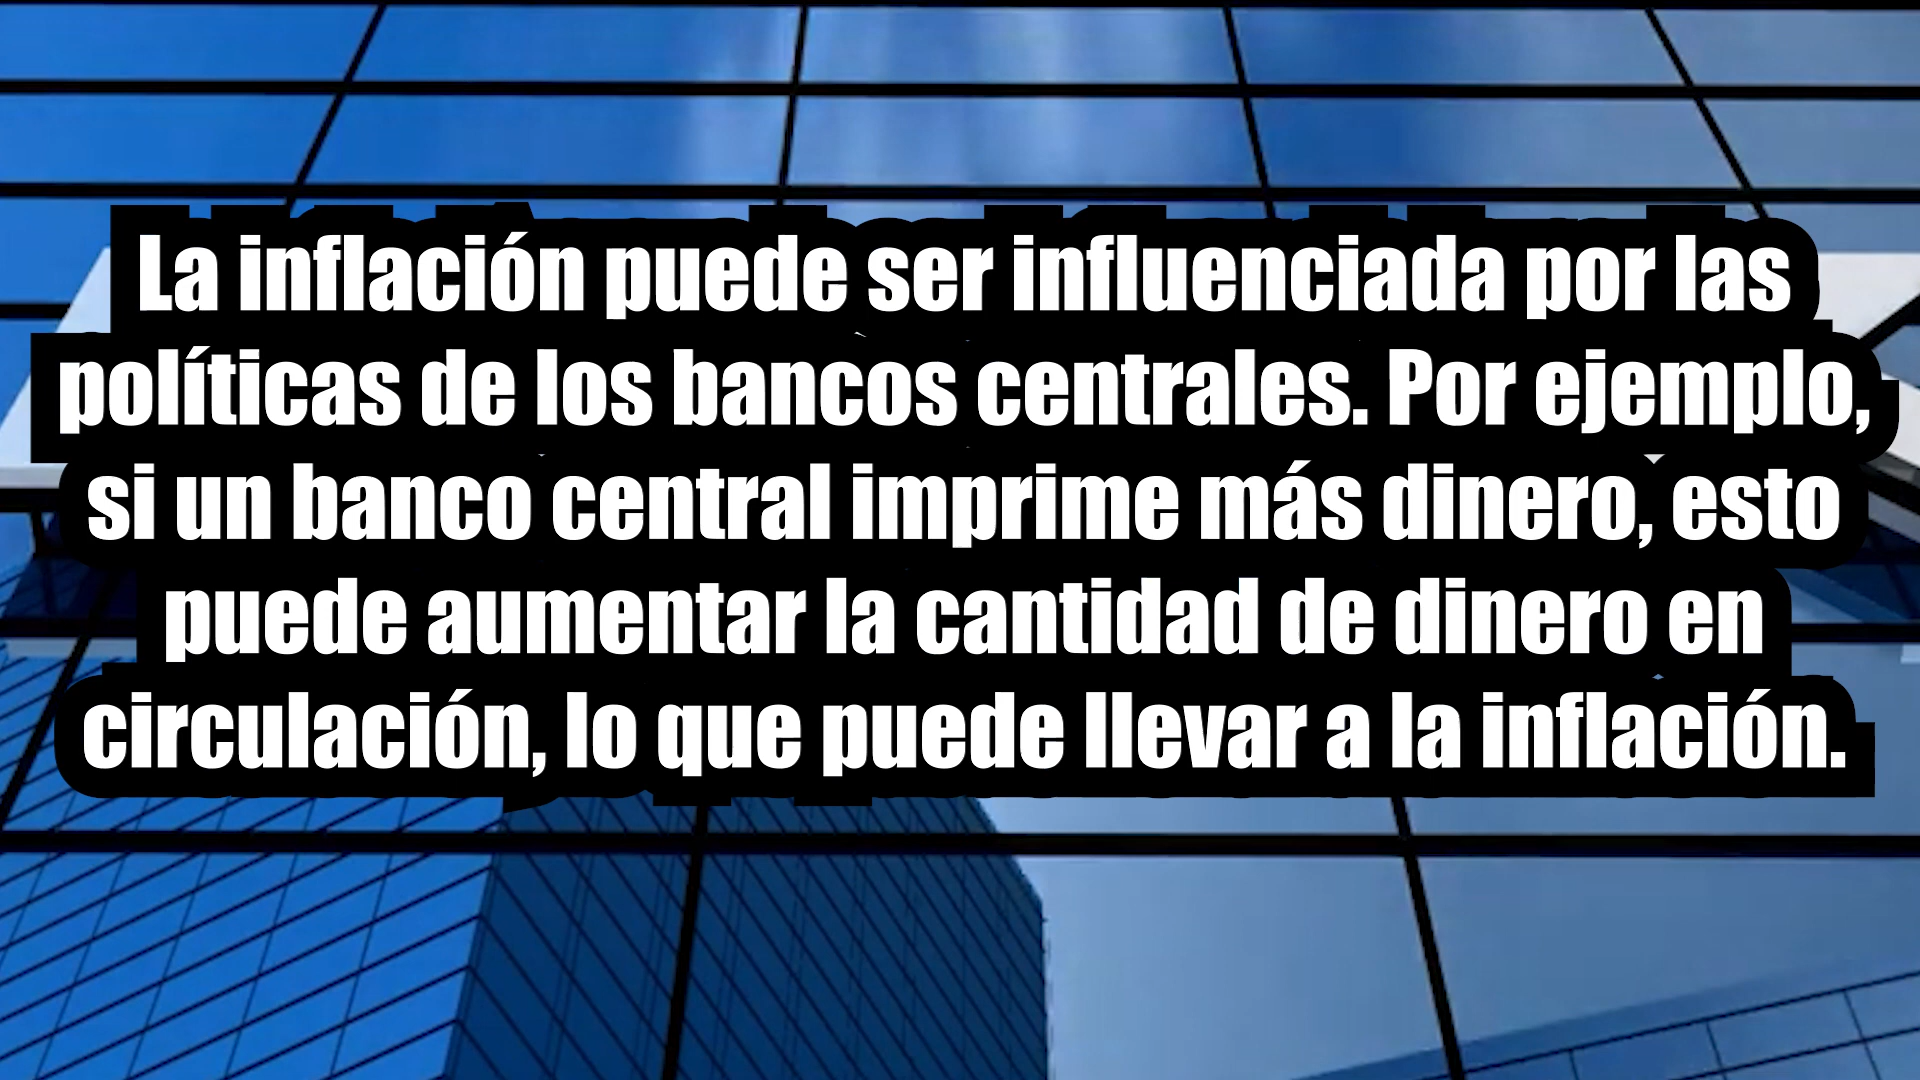 La inflación puede ser influenciada por las
políticas de los bancos centrales. Por ejemplo,
si un banco central imprime más dinero, esto
puede aumentar la cantidad de dinero en
circulación, lo que puede llevar a la inflación.